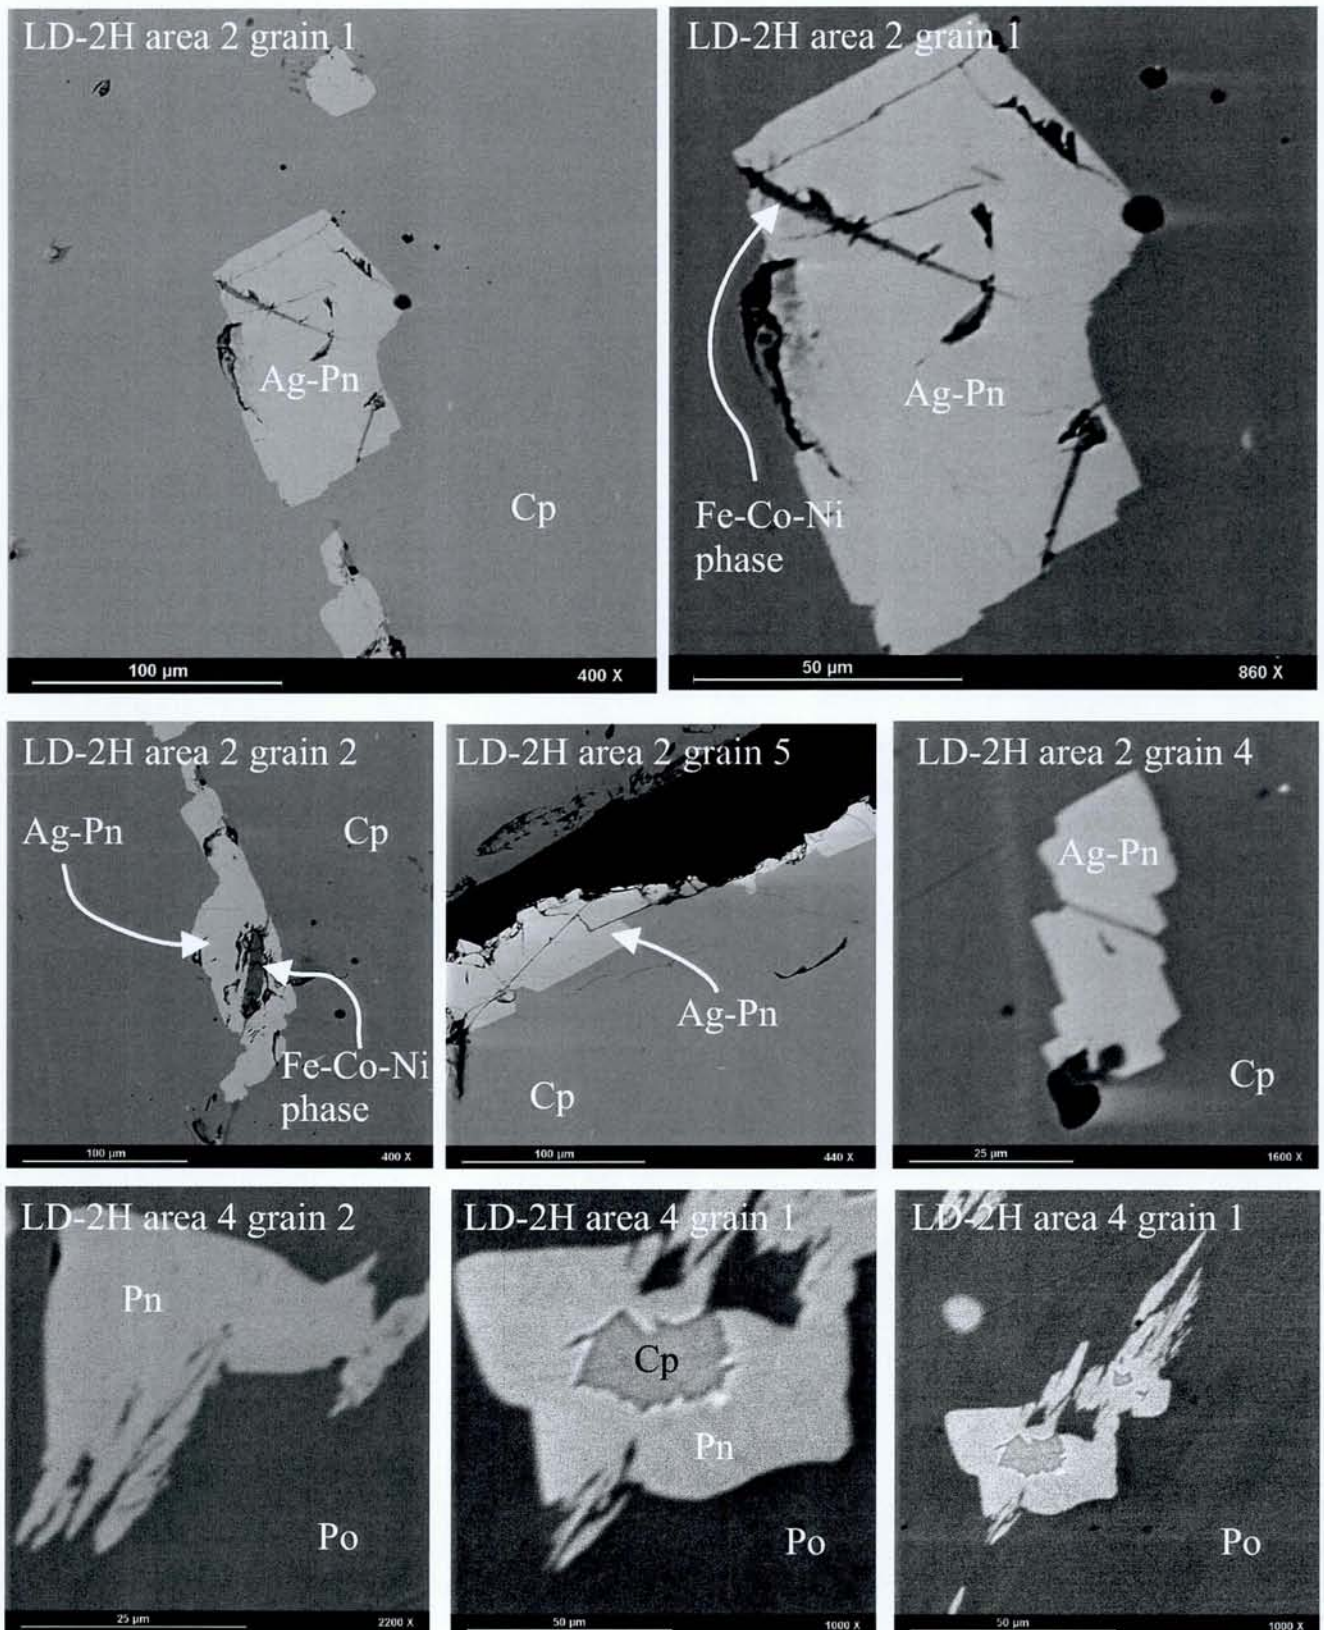 LD-2H area 2 grain 1
Ag-Pn
Cp
100 µm
400 X
LD-2H area 2 grain 1
Ag-Pn
Fe-Co-Ni
phase
50 µm
860 X
LD-2H area 2 grain 2
Ag-Pn
Cp
Fe-Co-Ni
phase
100 µm
400 X
LD-2H area 2 grain 5
Ag-Pn
Cp
100 µm
440 X
LD-2H area 2 grain 4
Ag-Pn
Cp
25 µm
1600 X
LD-2H area 4 grain 2
Pn
Po
25 µm
2200 X
LD-2H area 4 grain 1
Cp
Pn
Po
50 µm
1000 X
LD-2H area 4 grain 1
Po
50 µm
1000 X